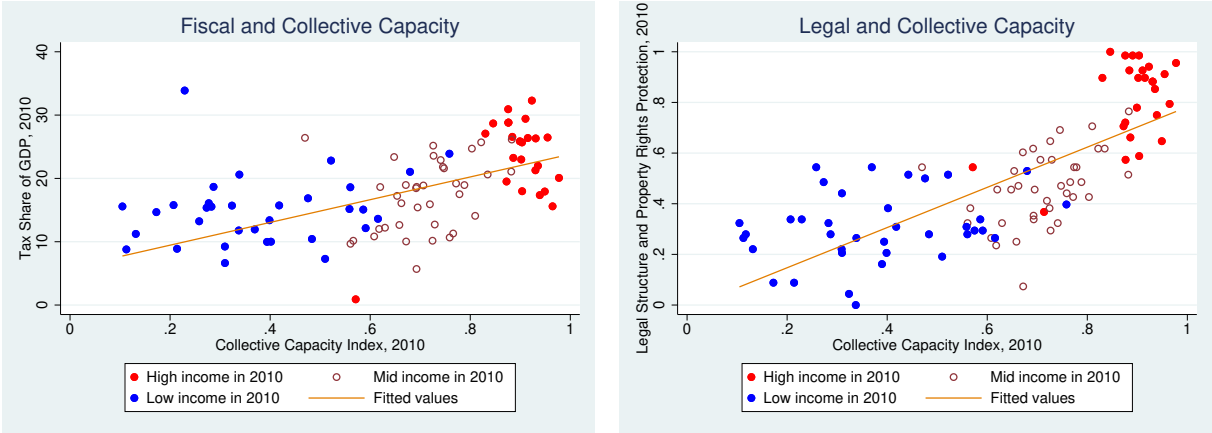 Fiscal and Collective Capacity
Tax Share of GDP, 2010
40
30
20
10
0
0 .2 .4 .6 .8 1
Collective Capacity Index, 2010
High income in 2010 Mid income in 2010
Low income in 2010 Fitted values
Legal and Collective Capacity
Legal Structure and Property Rights Protection, 2010
1
.8
.6
.4
.2
0
0 .2 .4 .6 .8 1
Collective Capacity Index, 2010
High income in 2010 Mid income in 2010
Low income in 2010 Fitted values